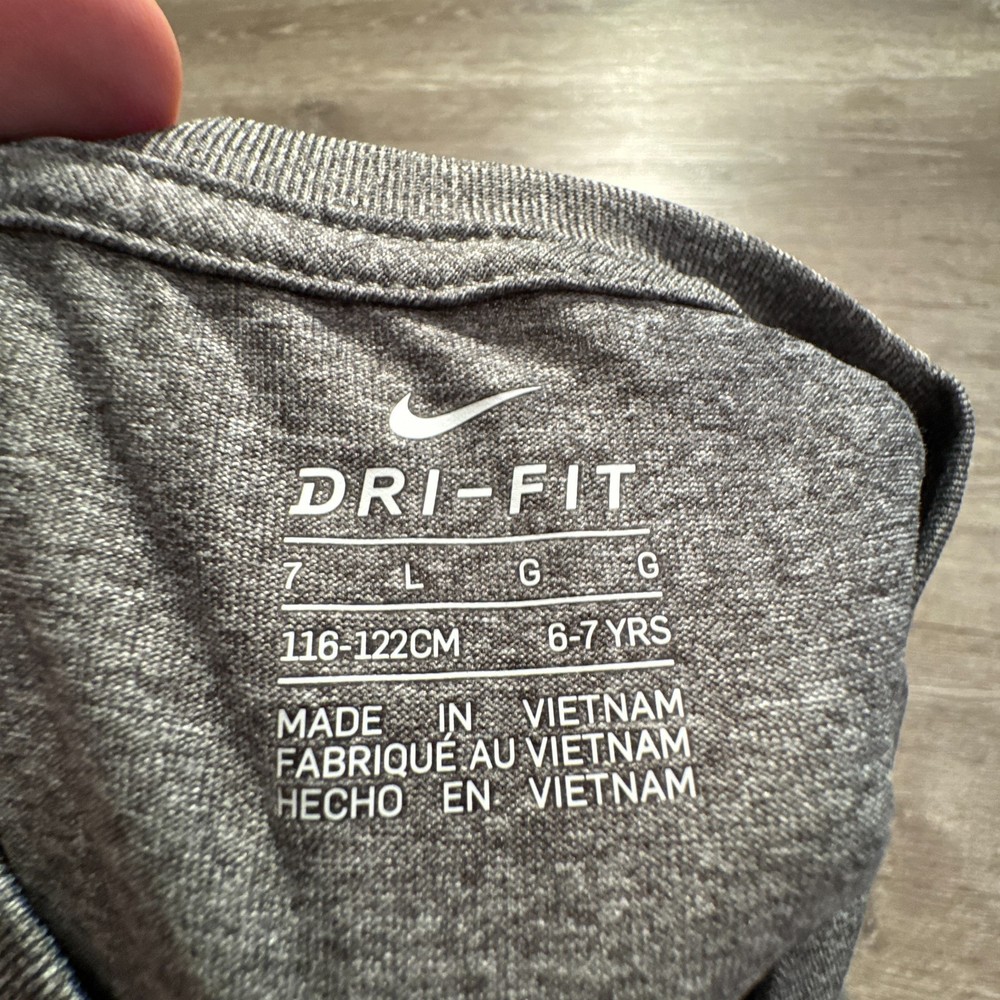 DRI-FIT
7 L G G
116-122CM 6-7 YRS
MADE IN VIETNAM
FABRIQUÉ AU VIETNAM
HECHO EN VIETNAM